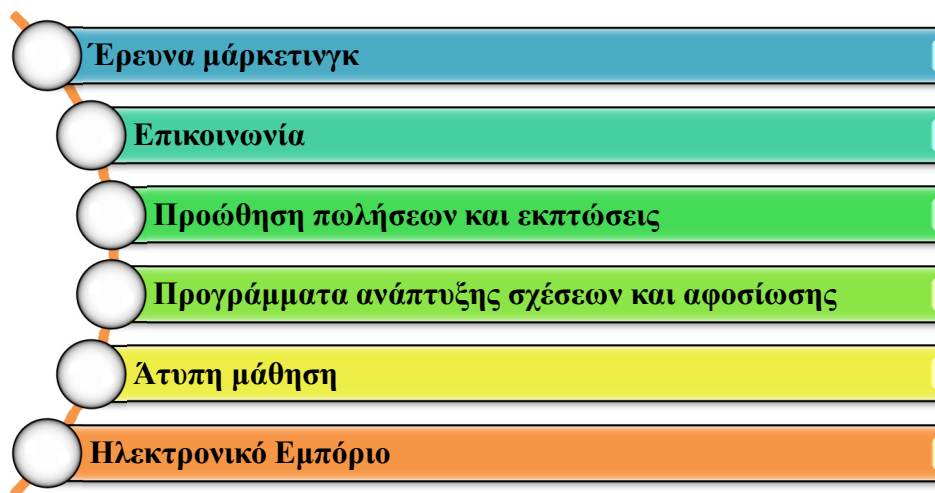 Έρευνα μάρκετινγκ
Επικοινωνία
Προώθηση πωλήσεων και εκπτώσεις
Προγράμματα ανάπτυξης σχέσεων και αφοσίωσης
Άτυπη μάθηση
Ηλεκτρονικό Εμπόριο